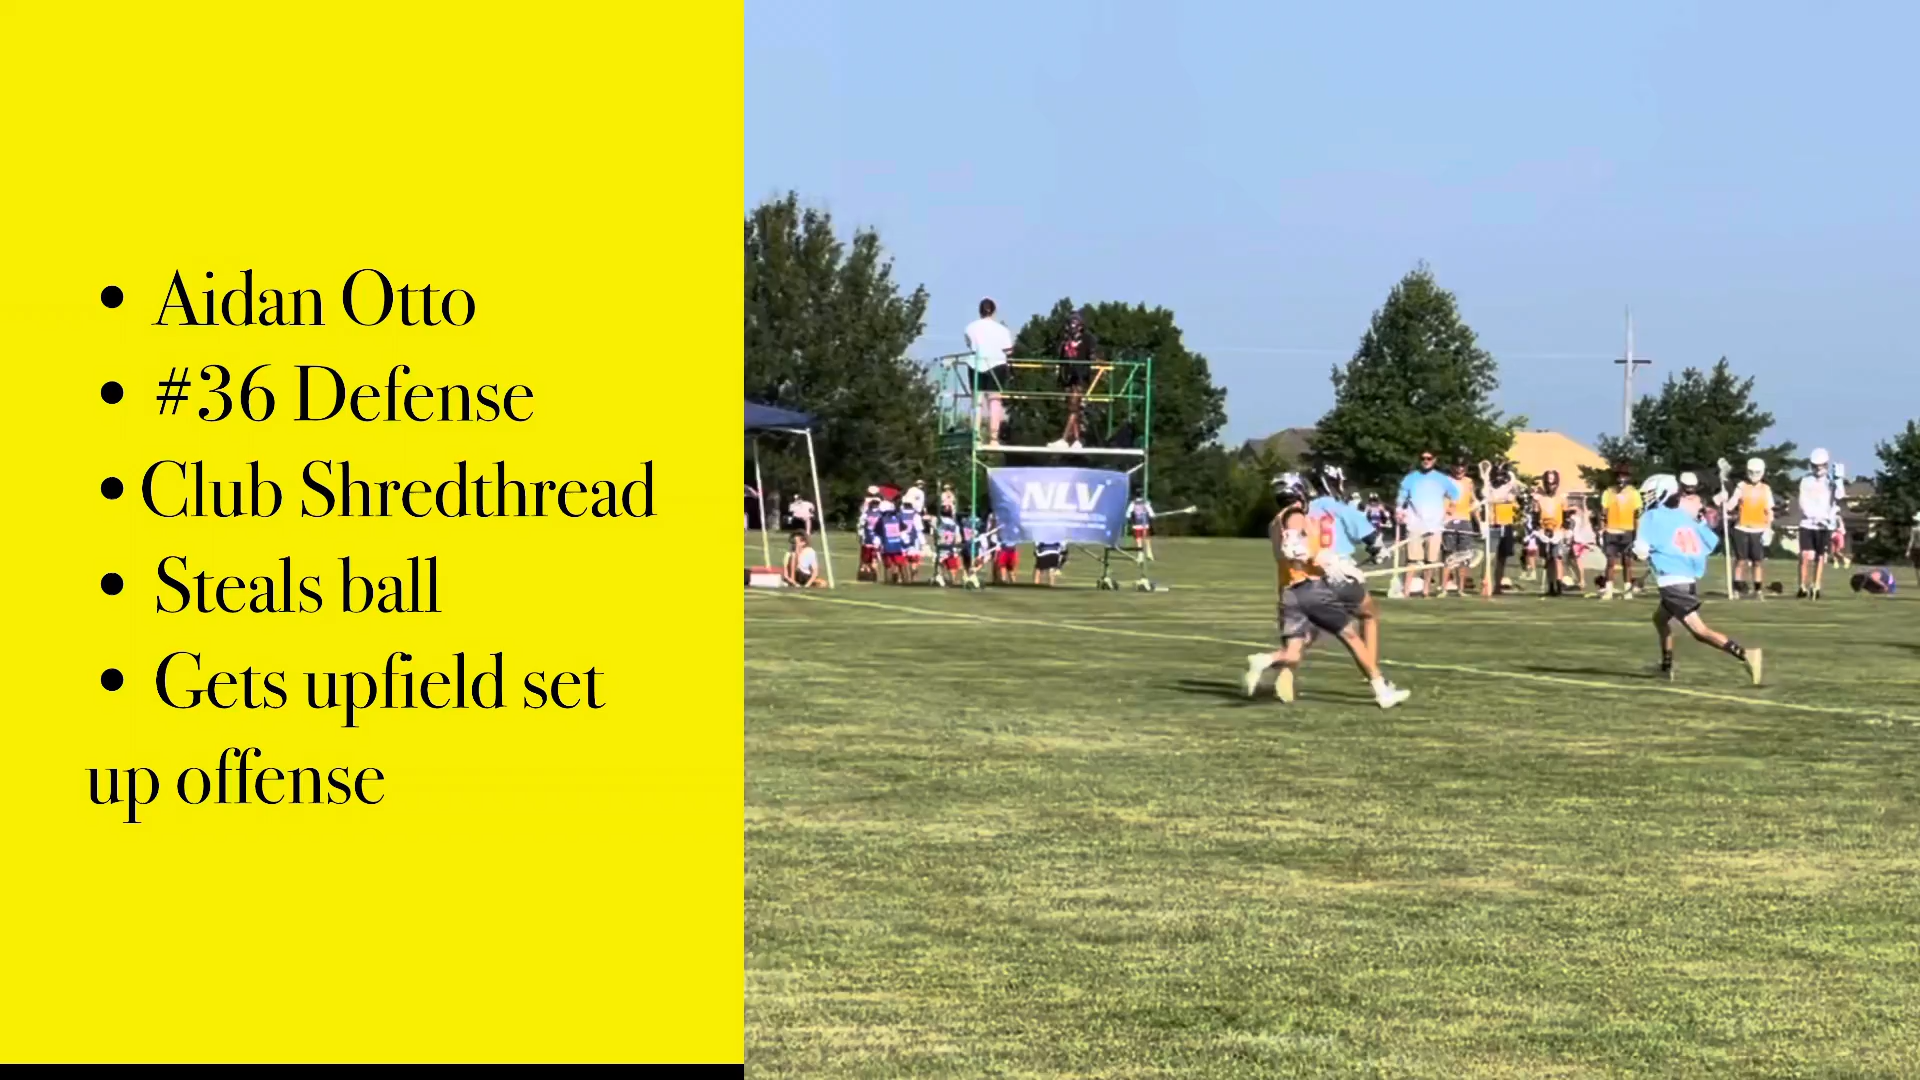 • Aidan Otto
• #36 Defense
• Club Shredthread
• Steals ball
• Gets upfield set
up offense
NLV